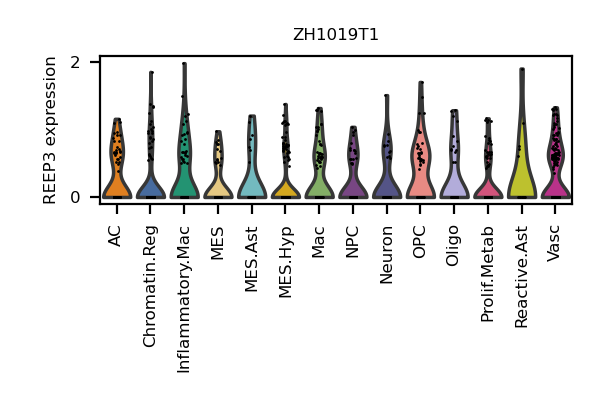 ZH1019T1
REEP3 expression
2
0
AC
Chromatin.Reg
Inflammatory.Mac
MES
MES.Ast
MES.Hyp
Mac
NPC
Neuron
OPC
Oligo
Prolif.Metab
Reactive.Ast
Vasc